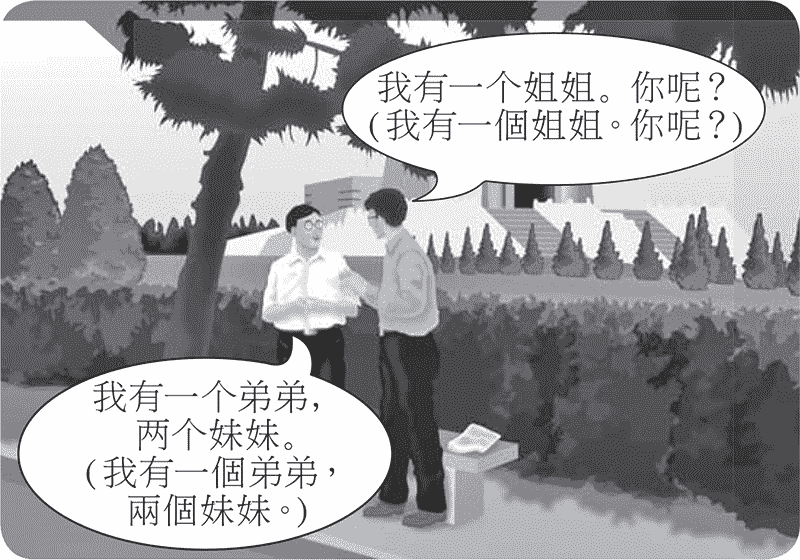 我有一个姐姐。你呢？
(我有一個姐姐。你呢？)
我有一个弟弟,
两个妹妹。
(我有一個弟弟，
兩個妹妹。)